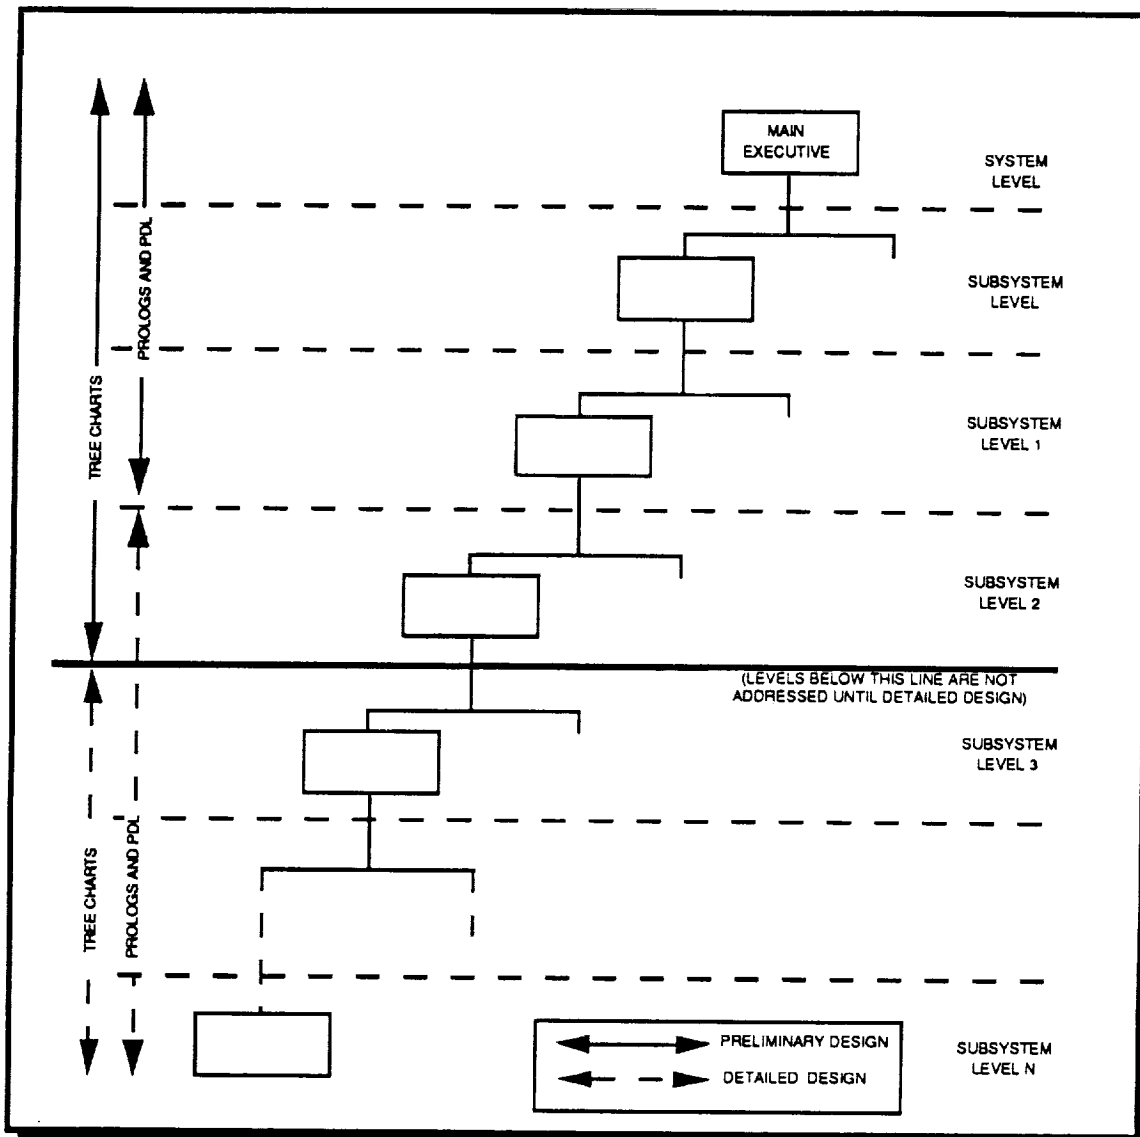 MAIN
EXECUTIVE
SYSTEM
LEVEL
SUBSYSTEM
LEVEL
SUBSYSTEM
LEVEL 1
SUBSYSTEM
LEVEL 2
(LEVELS BELOW THIS LINE ARE NOT
ADDRESSED UNTIL DETAILED DESIGN)
SUBSYSTEM
LEVEL 3
SUBSYSTEM
LEVEL N
TREE CHARTS
PROLOGS AND PDL
TREE CHARTS
PROLOGS AND PDL
PRELIMINARY DESIGN
DETAILED DESIGN